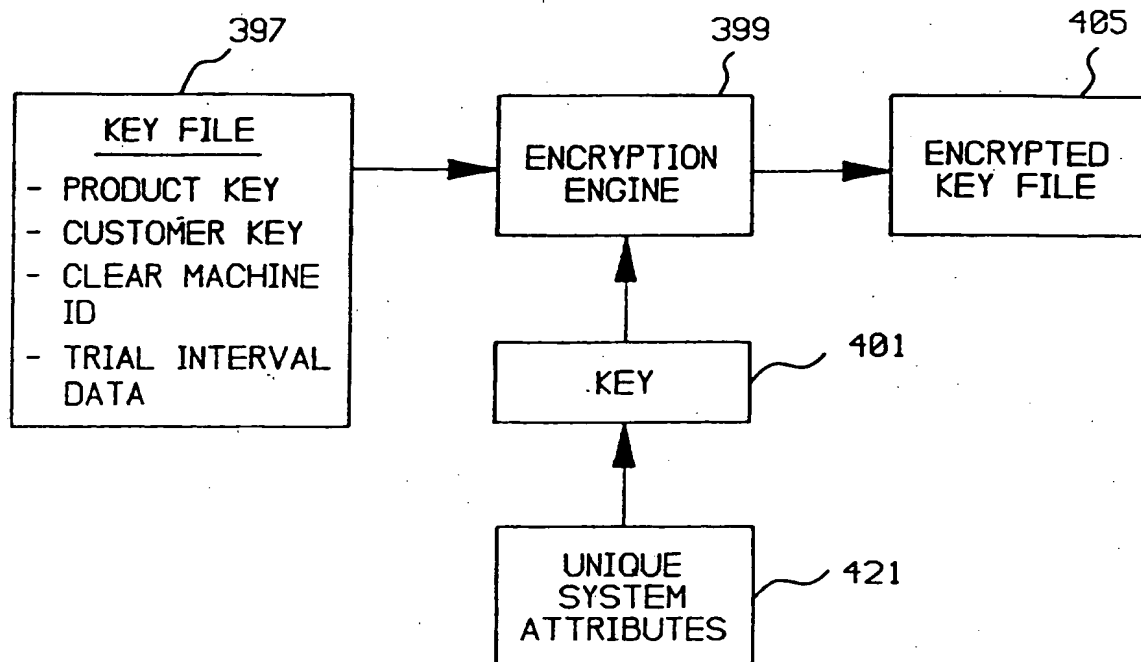 397
399
405
KEY FILE
- PRODUCT KEY
- CUSTOMER KEY
- CLEAR MACHINE
ID
- TRIAL INTERVAL
DATA
ENCRYPTION
ENGINE
ENCRYPTED
KEY FILE
KEY
401
UNIQUE
SYSTEM
ATTRIBUTES
421